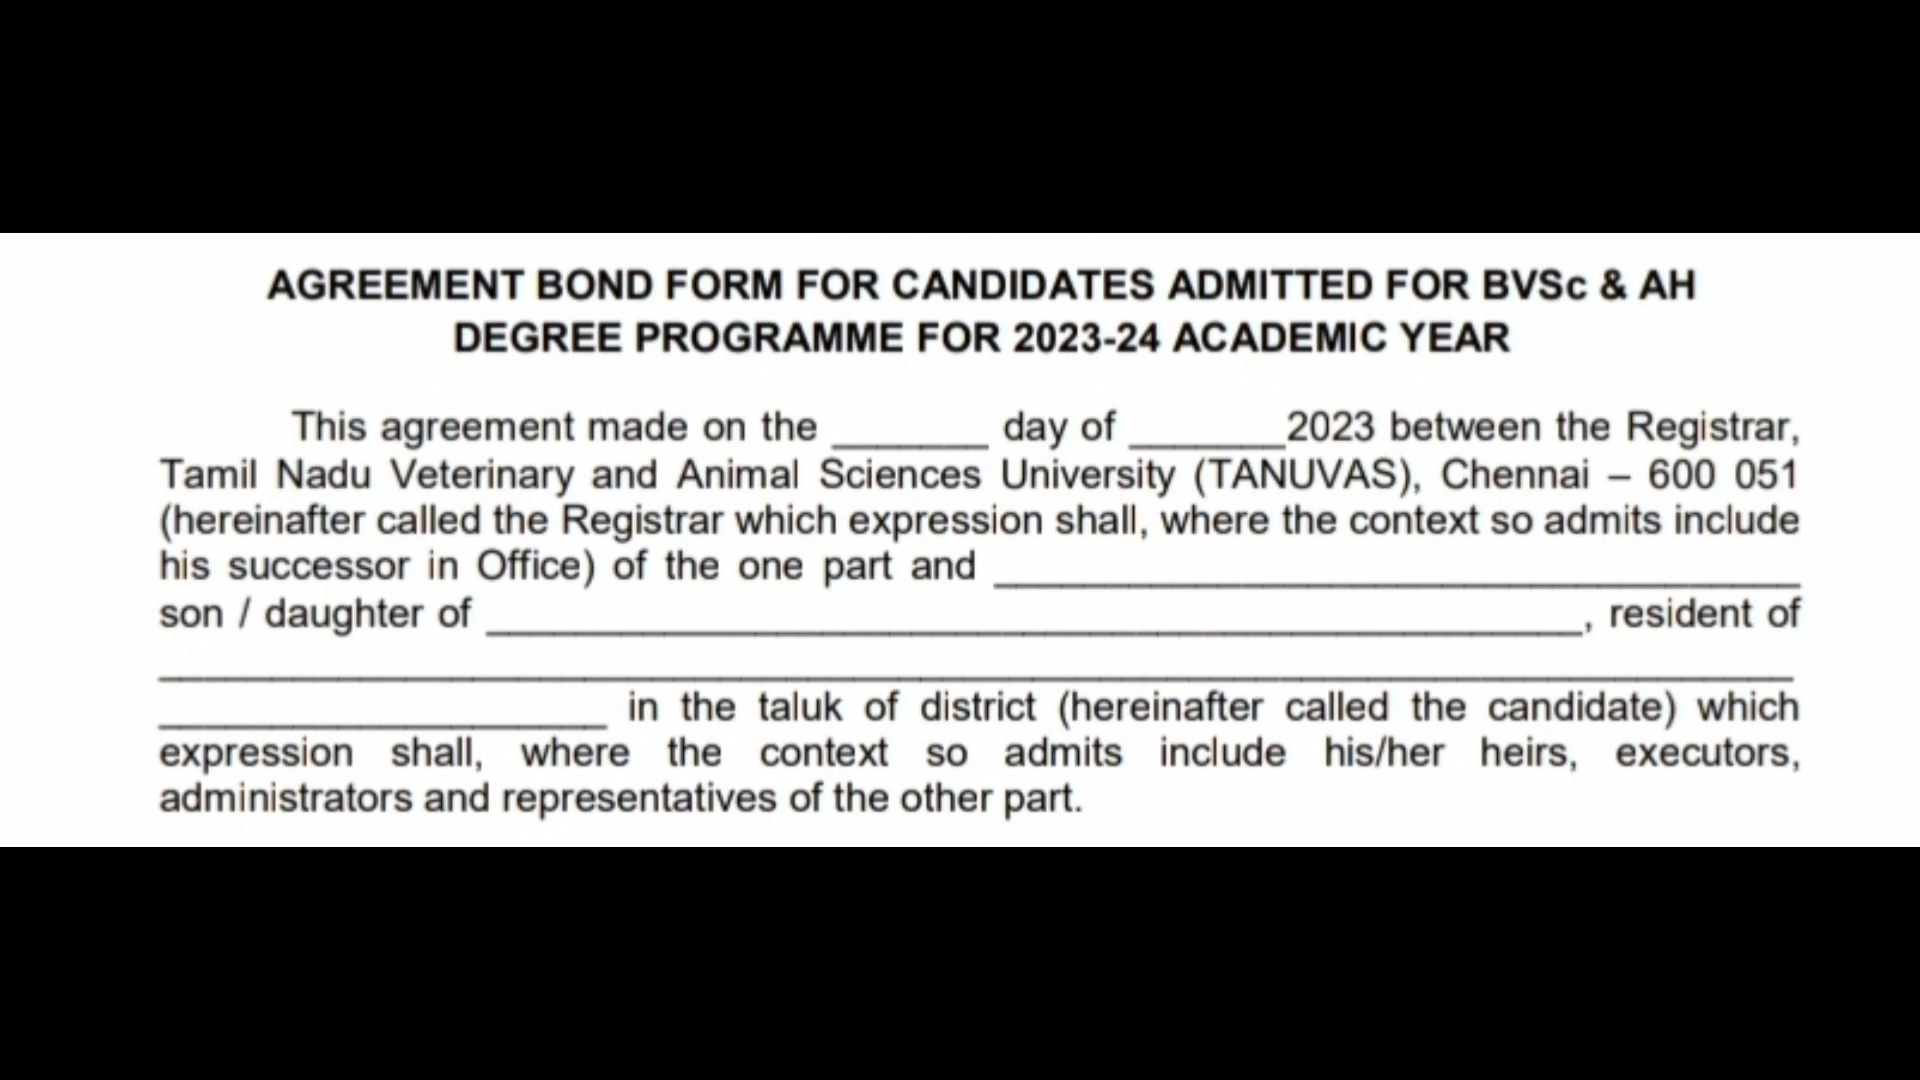 AGREEMENT BOND FORM FOR CANDIDATES ADMITTED FOR BVSc & AH
DEGREE PROGRAMME FOR 2023-24 ACADEMIC YEAR
This agreement made on the _______ day of _______2023 between the Registrar,
Tamil Nadu Veterinary and Animal Sciences University (TANUVAS), Chennai – 600 051
(hereinafter called the Registrar which expression shall, where the context so admits include
his successor in Office) of the one part and ____________________________________
son / daughter of _________________________________________________, resident of
_________________________________________________________________________
____________________ in the taluk of district (hereinafter called the candidate) which
expression shall, where the context so admits include his/her heirs, executors,
administrators and representatives of the other part.